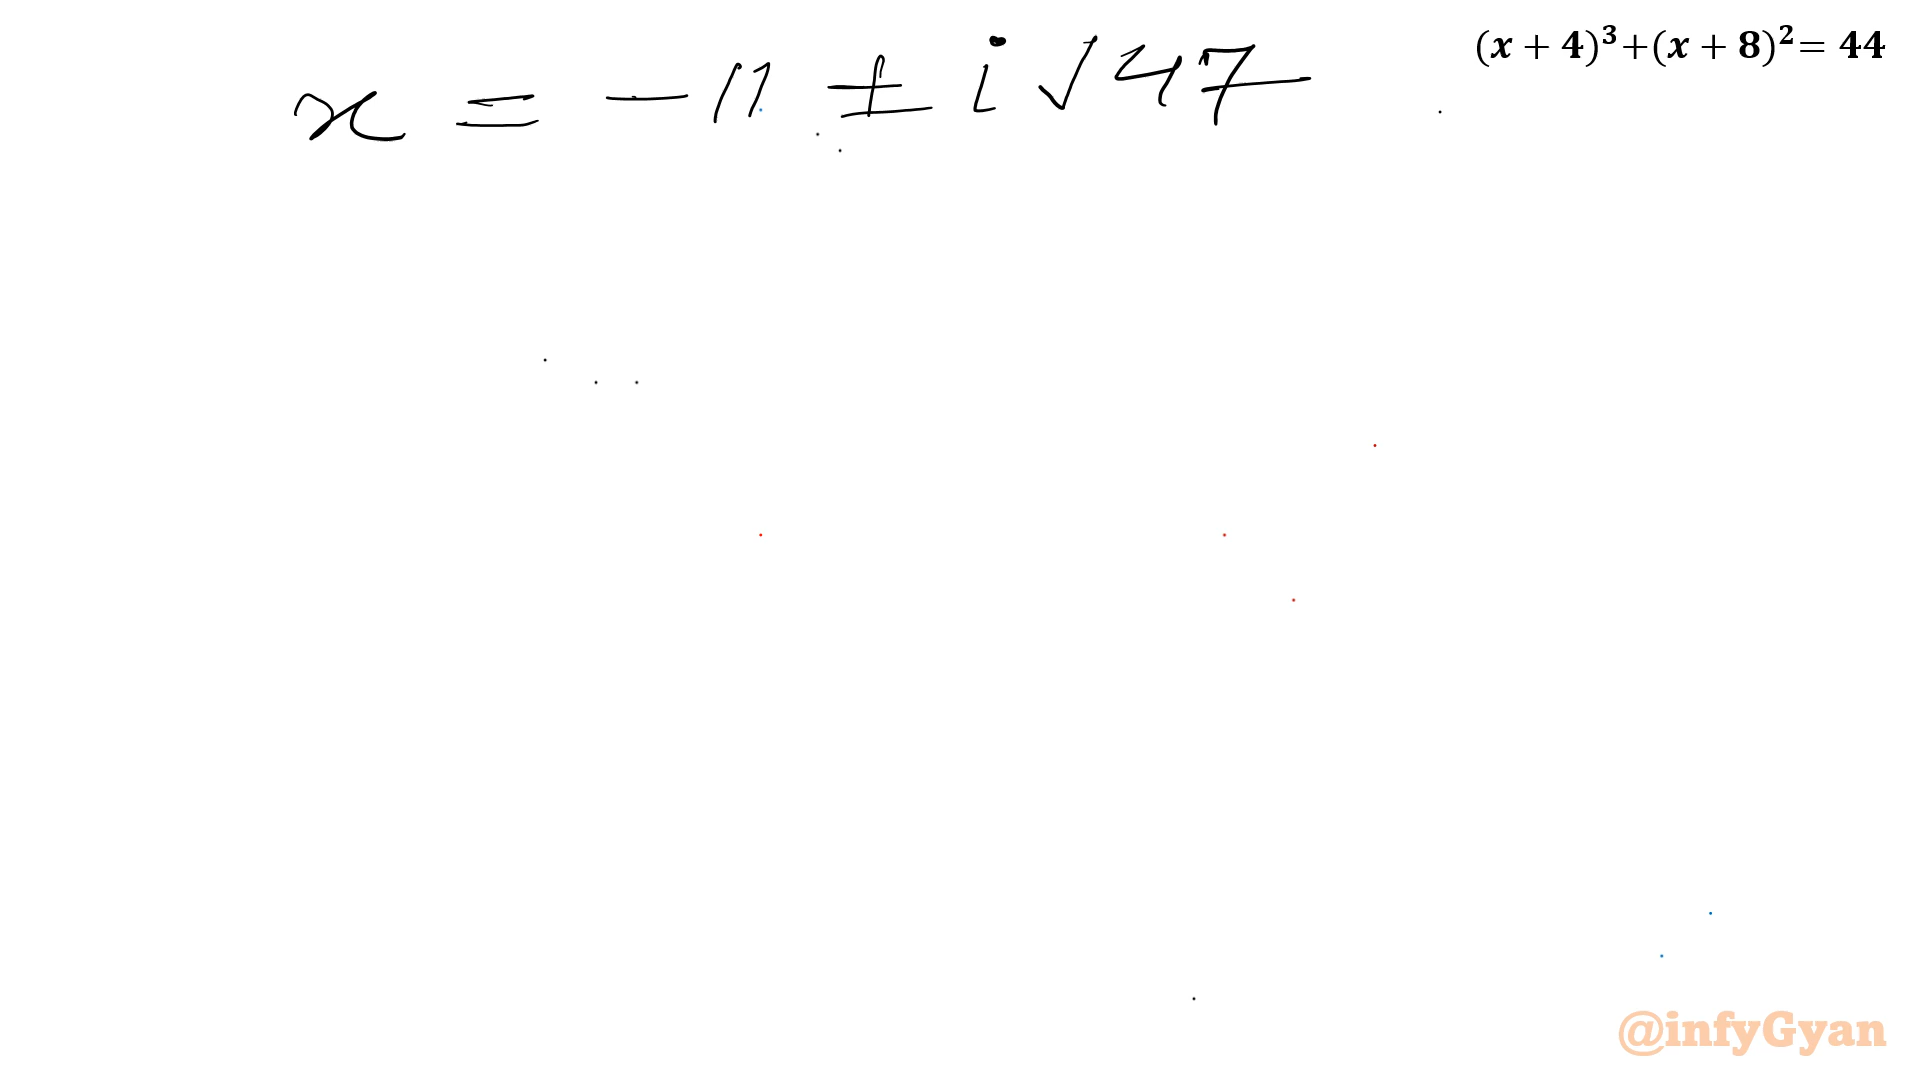 x = - 11 ± i √47
(x + 4)³+(x + 8)²= 44
@infyGyan